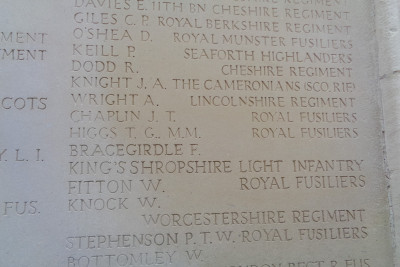 DAVIES E. 11TH BN CHESHIRE REGIMENT
GILES C. P. ROYAL BERKSHIRE REGIMENT
MENT O'SHEA D. ROYAL MUNSTER FUSILIERS
MENT KEILL P. SEAFORTH HIGHLANDERS
DODD R. CHESHIRE REGIMENT
KNIGHT J. A. THE CAMERONIANS (SCO. RIF.)
COTS WRIGHT A. LINCOLNSHIRE REGIMENT
CHAPLIN J. T. ROYAL FUSILIERS
HIGGS T. G., M.M. ROYAL FUSILIERS
Y. L. I. BRACEGIRDLE F.
KING'S SHROPSHIRE LIGHT INFANTRY
FITTON W. ROYAL FUSILIERS
FUS. KNOCK W.
WORCESTERSHIRE REGIMENT
STEPHENSON P. T. W. ROYAL FUSILIERS
BOTTOMLEY W.